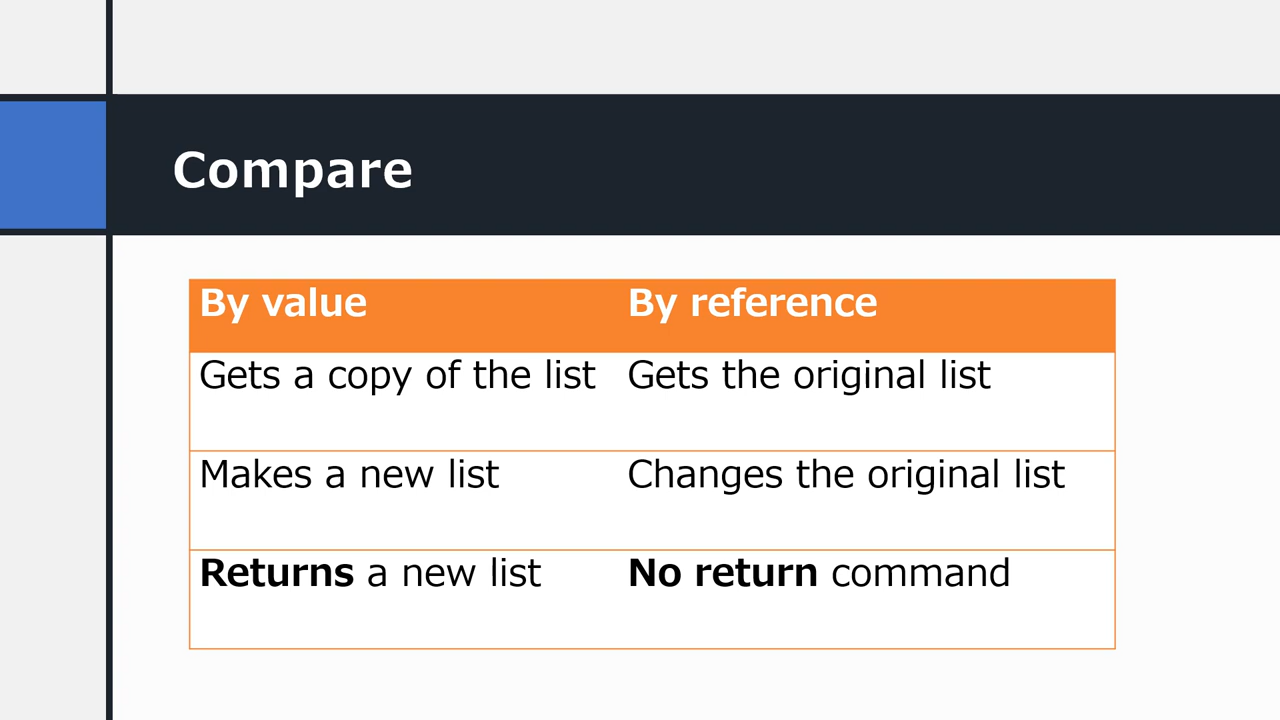 Compare
By value By reference
Gets a copy of the list Gets the original list
Makes a new list Changes the original list
Returns a new list No return command